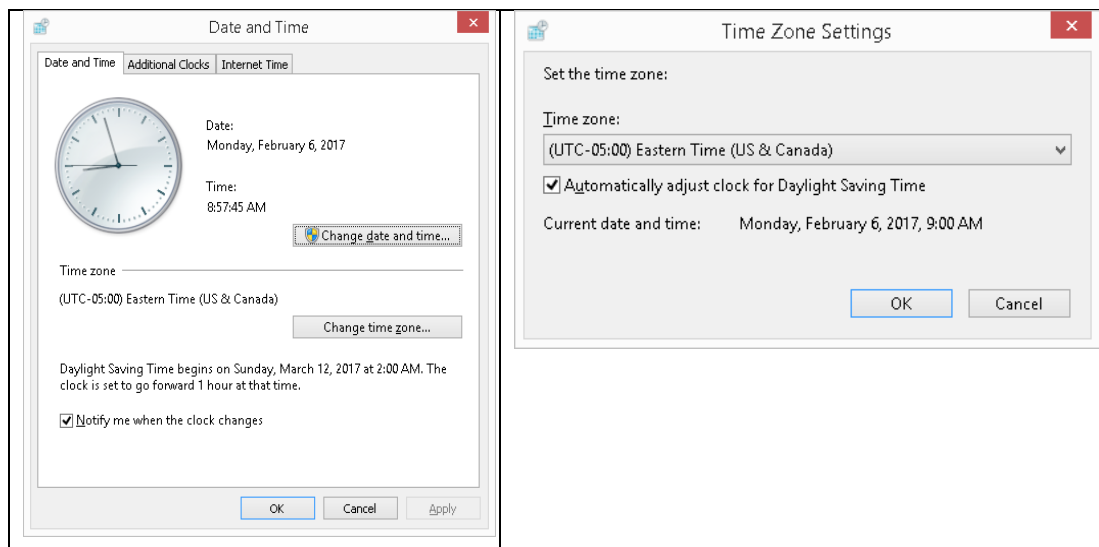 Date and Time
Date and Time
Additional Clocks
Internet Time
Date:
Monday, February 6, 2017
Time:
8:57:45 AM
Change date and time...
Time zone
(UTC-05:00) Eastern Time (US & Canada)
Change time zone...
Daylight Saving Time begins on Sunday, March 12, 2017 at 2:00 AM. The
clock is set to go forward 1 hour at that time.
Notify me when the clock changes
OK
Cancel
Apply
Time Zone Settings
Set the time zone:
Time zone:
(UTC-05:00) Eastern Time (US & Canada)
Automatically adjust clock for Daylight Saving Time
Current date and time: Monday, February 6, 2017, 9:00 AM
OK
Cancel